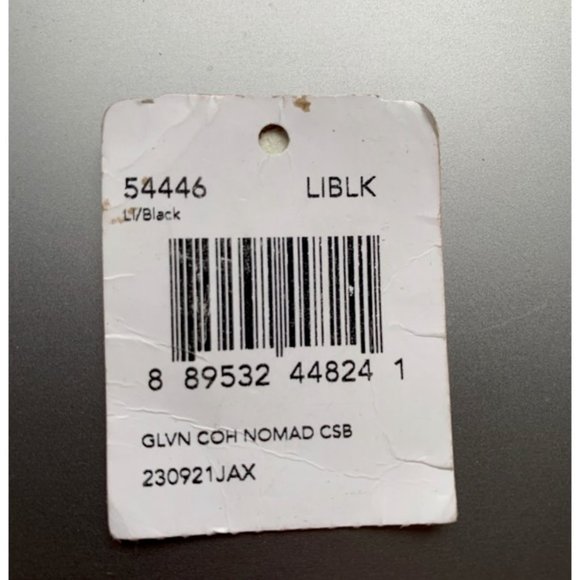 54446 LIBLK
LI/Black
8 89532 44824 1
GLVN COH NOMAD CSB
230921JAX